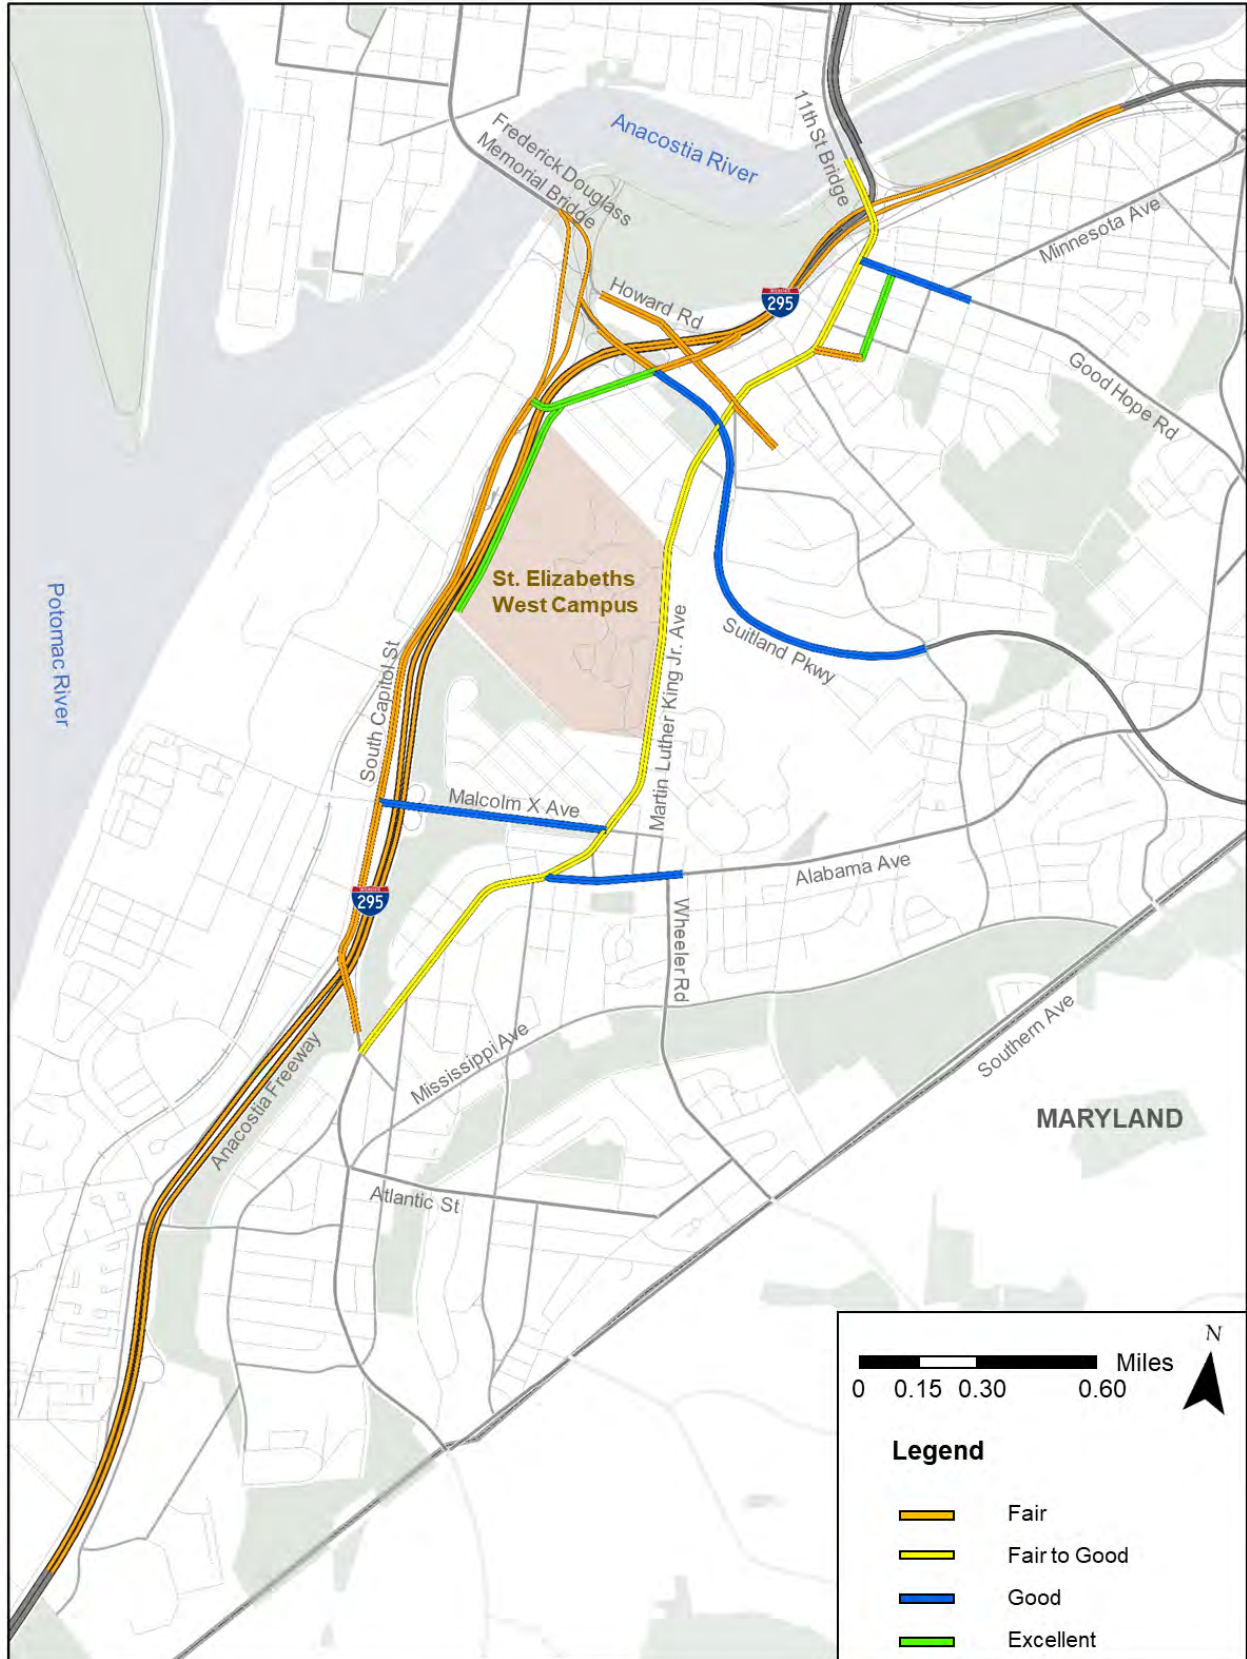 11th St Bridge
Anacostia River
Frederick Douglass
Memorial Bridge
Minnesota Ave
Howard Rd
295
Good Hope Rd
St. Elizabeths
West Campus
Potomac River
Suitland Pkwy
Martin Luther King Jr. Ave
South Capitol St
Malcolm X Ave
Alabama Ave
295
Wheeler Rd
Southern Ave
Mississippi Ave
Anacostia Freeway
MARYLAND
Atlantic St
N
Miles
0 0.15 0.30 0.60
Legend
Fair
Fair to Good
Good
Excellent